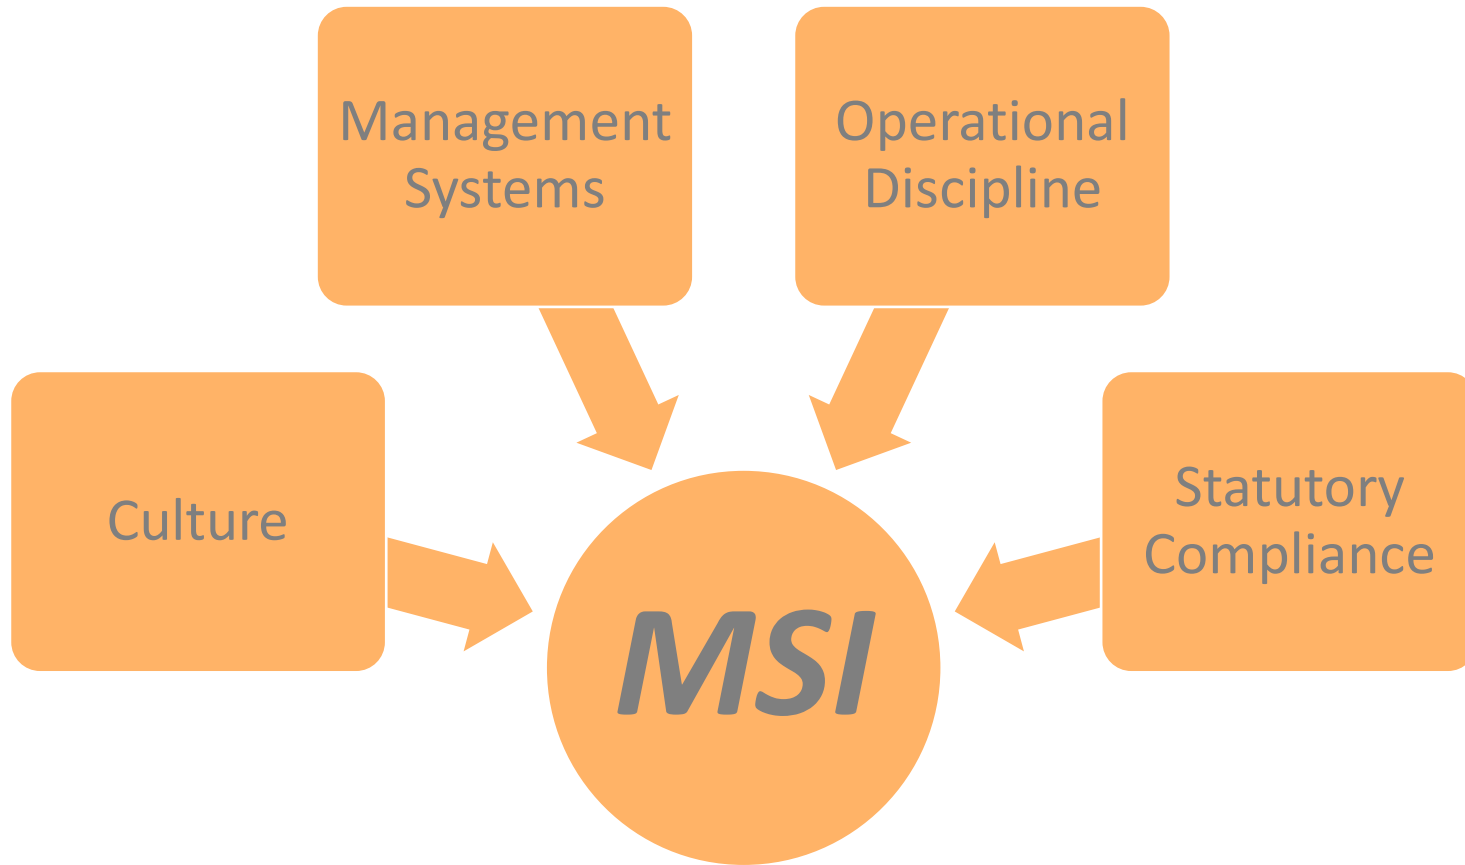 Management
Systems
Operational
Discipline
Culture
Statutory
Compliance
MSI